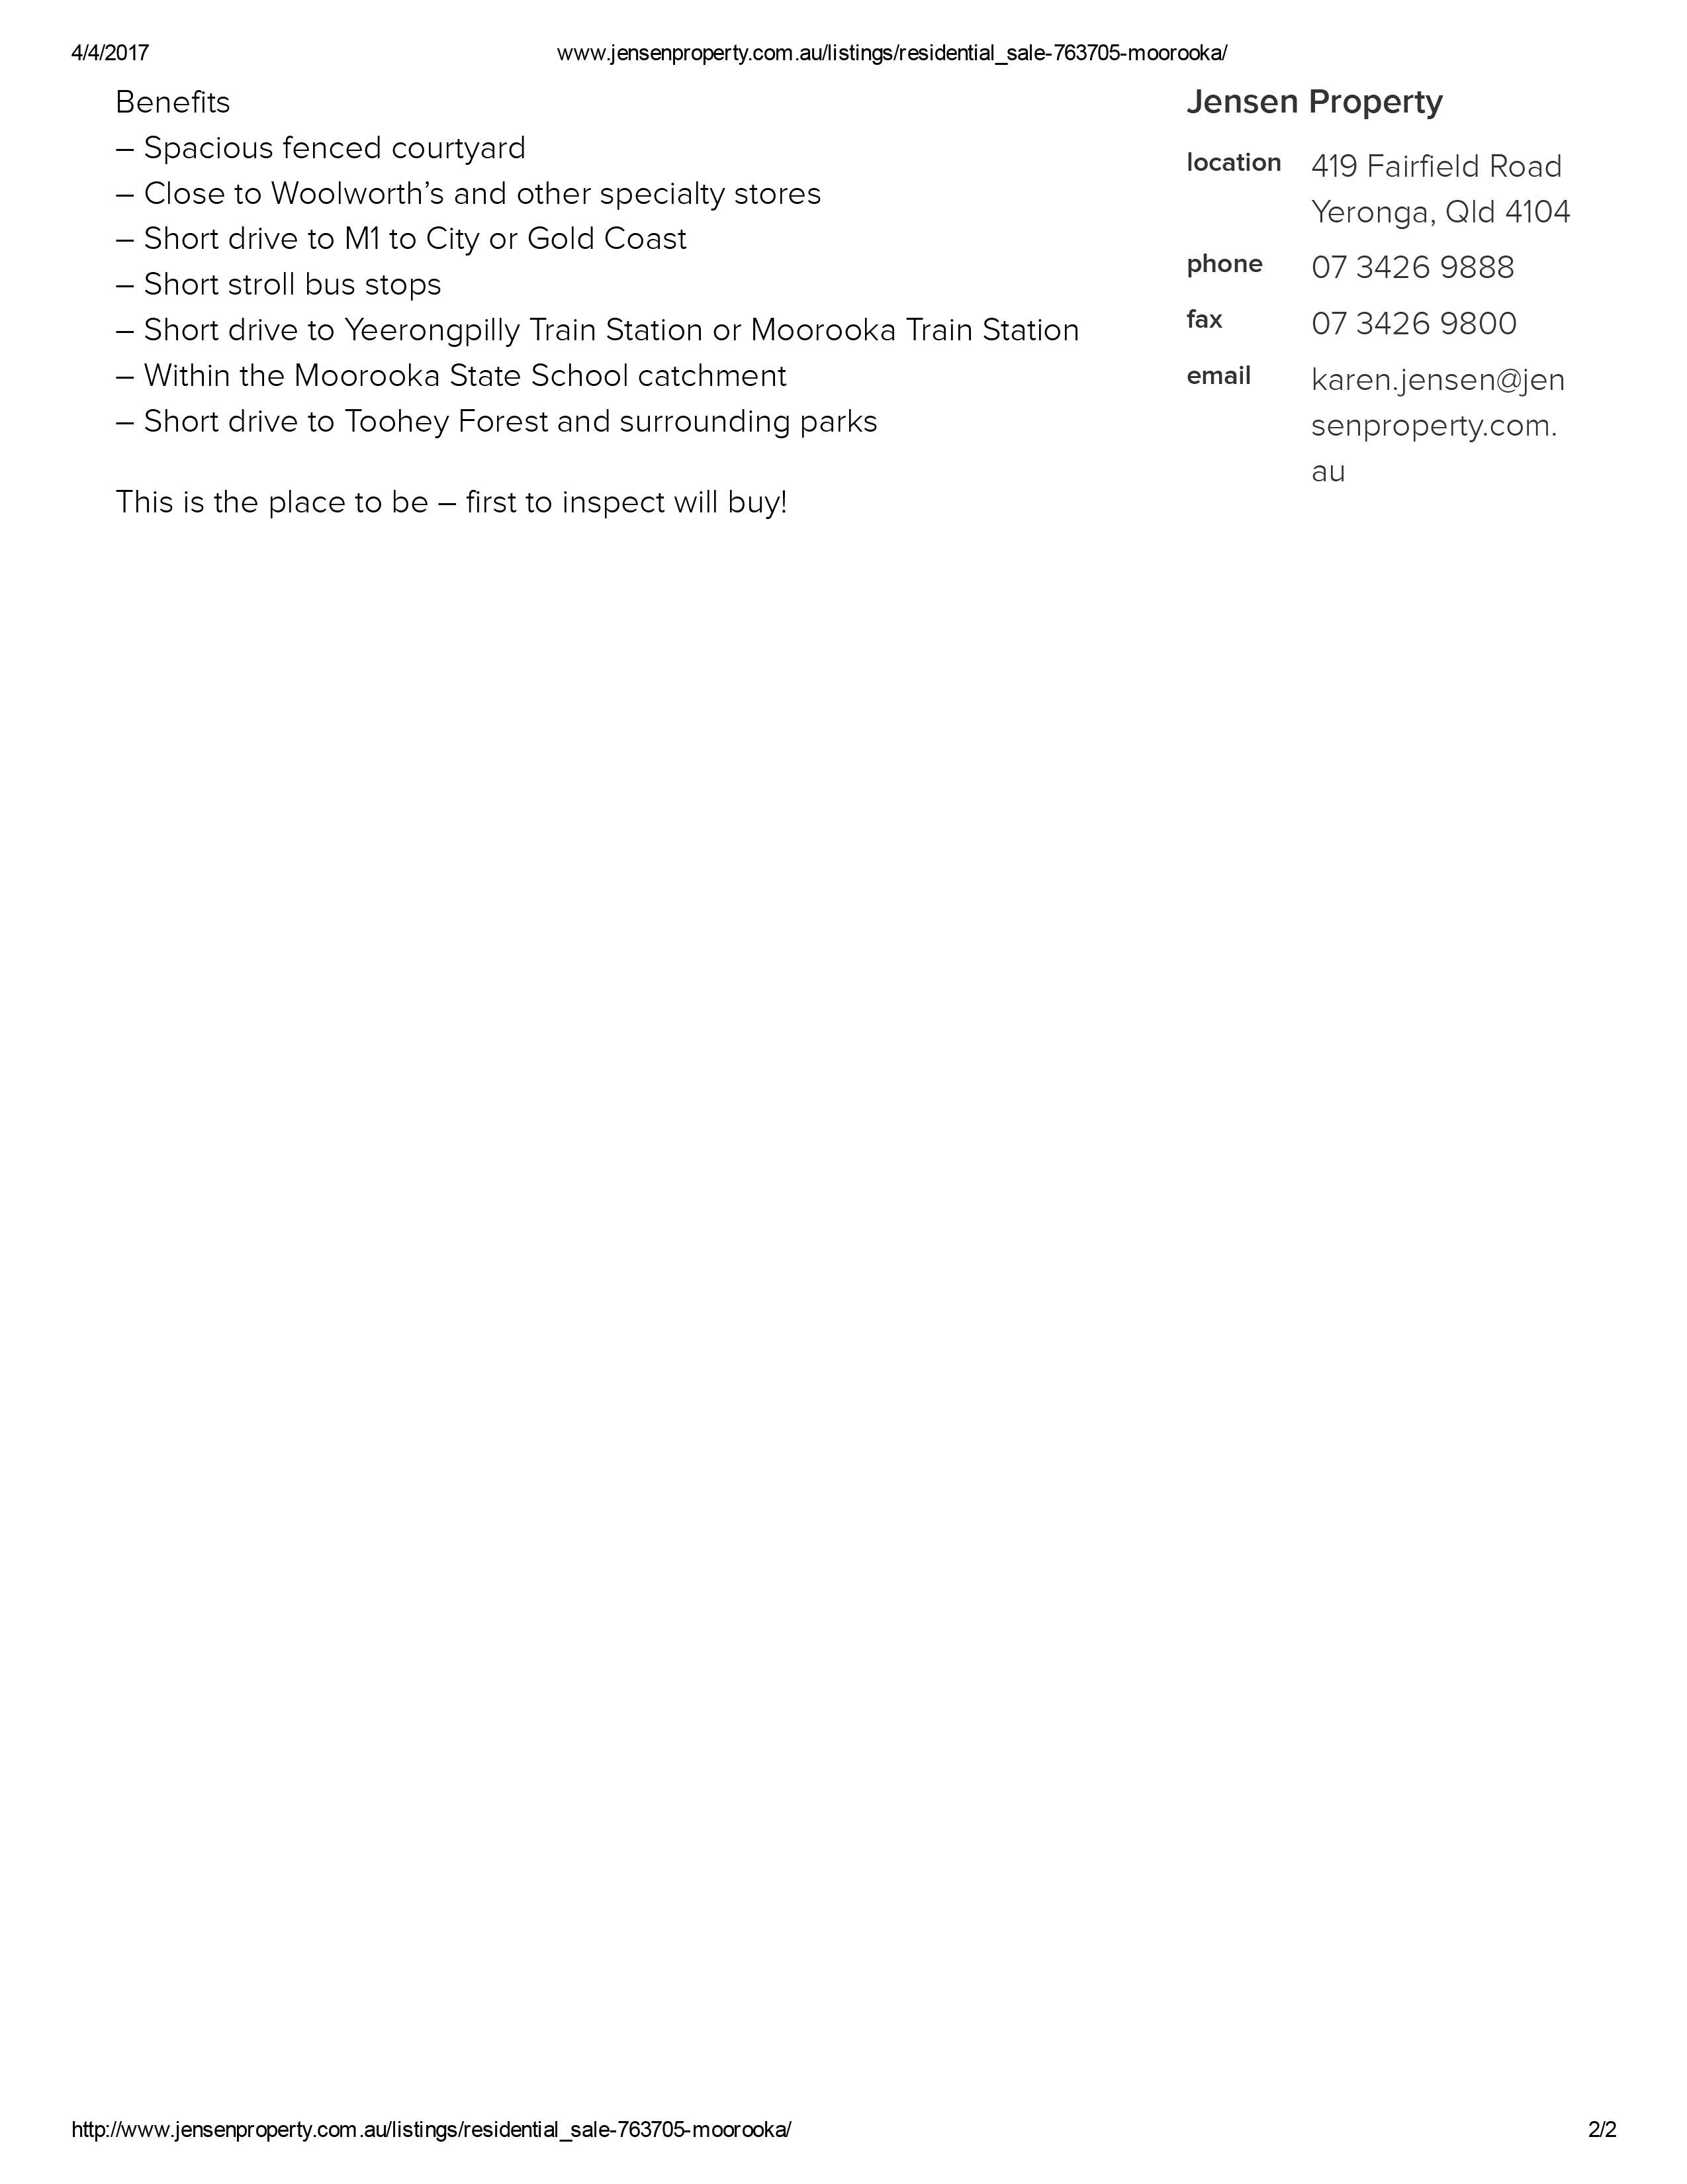 4/4/2017
www.jensenproperty.com.au/listings/residential_sale-763705-moorooka/
Benefits
– Spacious fenced courtyard
– Close to Woolworth’s and other specialty stores
– Short drive to M1 to City or Gold Coast
– Short stroll bus stops
– Short drive to Yeerongpilly Train Station or Moorooka Train Station
– Within the Moorooka State School catchment
– Short drive to Toohey Forest and surrounding parks
This is the place to be – first to inspect will buy!
Jensen Property
location 419 Fairfield Road
Yeronga, Qld 4104
phone 07 3426 9888
fax 07 3426 9800
email karen.jensen@jen
senproperty.com.
au
http://www.jensenproperty.com.au/listings/residential_sale-763705-moorooka/
2/2